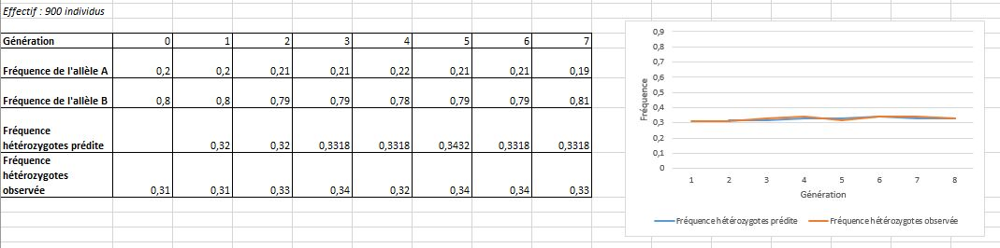 Effectif : 900 individus
Génération 0 1 2 3 4 5 6 7
Fréquence de l'allèle A 0,2 0,2 0,21 0,21 0,22 0,21 0,21 0,19
Fréquence de l'allèle B 0,8 0,8 0,79 0,79 0,78 0,79 0,79 0,81
Fréquence
hétérozygotes prédite 0,32 0,32 0,3318 0,3318 0,3432 0,3318 0,3318
Fréquence
hétérozygotes
observée 0,31 0,31 0,33 0,34 0,32 0,34 0,34 0,33
Fréquence
0,9
0,8
0,7
0,6
0,5
0,4
0,3
0,2
0,1
0
1 2 3 4 5 6 7 8
Génération
Fréquence hétérozygotes prédite Fréquence hétérozygotes observée